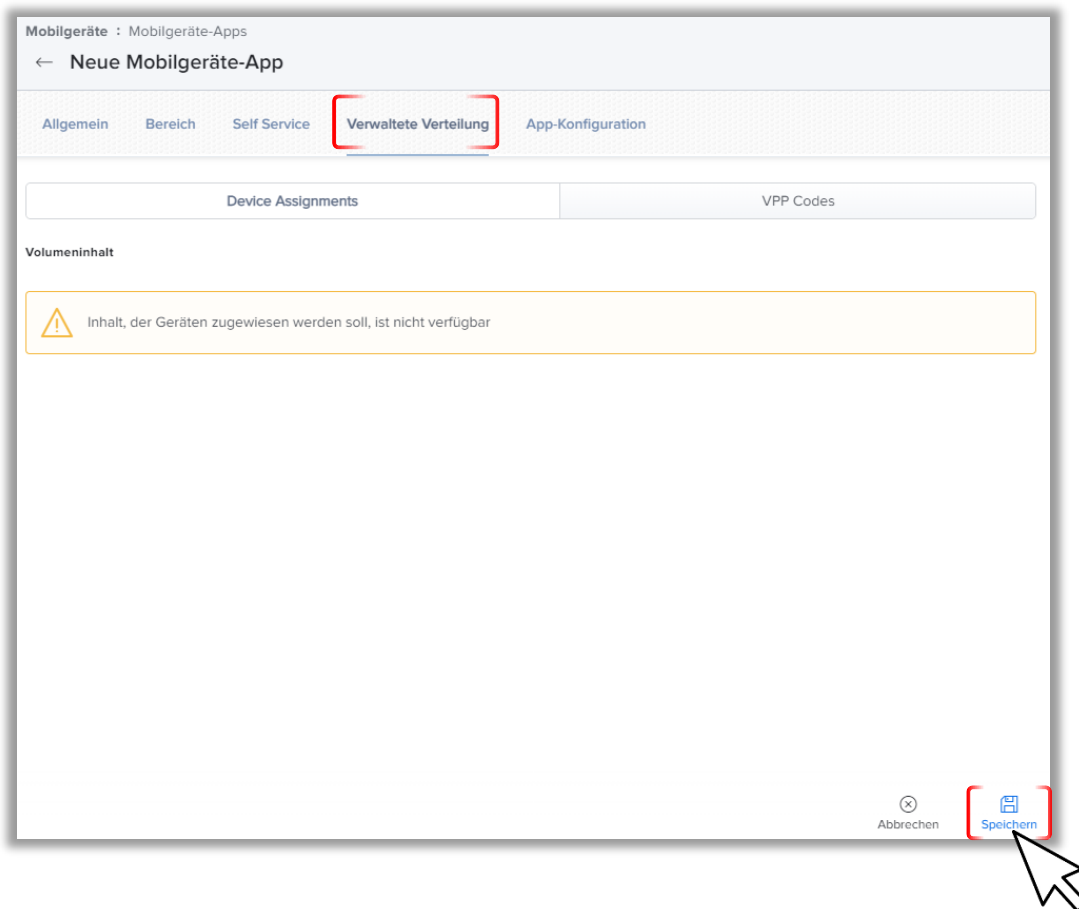 Mobilgeräte : Mobilgeräte-Apps
← Neue Mobilgeräte-App
Allgemein Bereich Self Service Verwaltete Verteilung App-Konfiguration
Device Assignments VPP Codes
Volumeninhalt
Inhalt, der Geräten zugewiesen werden soll, ist nicht verfügbar
Abbrechen Speichern